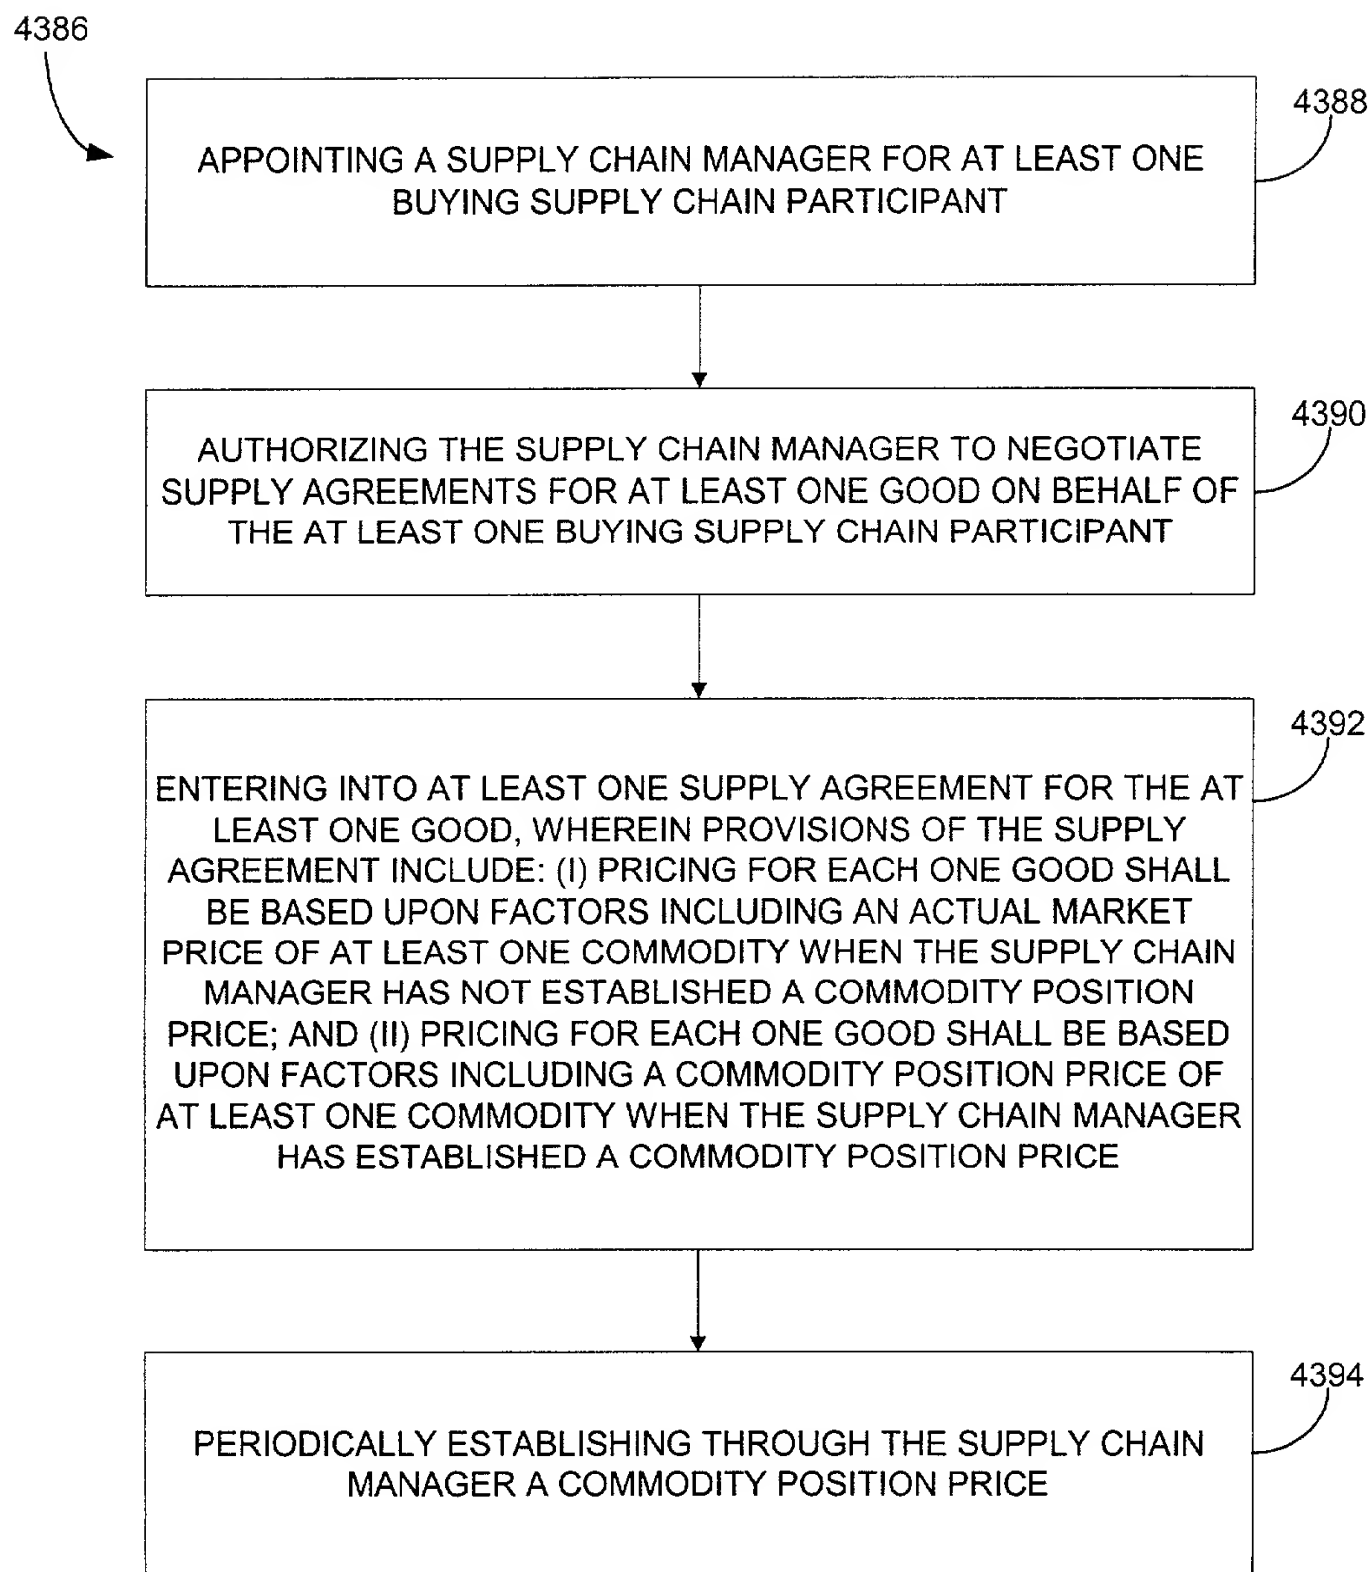 4386
4388
APPOINTING A SUPPLY CHAIN MANAGER FOR AT LEAST ONE
BUYING SUPPLY CHAIN PARTICIPANT
4390
AUTHORIZING THE SUPPLY CHAIN MANAGER TO NEGOTIATE
SUPPLY AGREEMENTS FOR AT LEAST ONE GOOD ON BEHALF OF
THE AT LEAST ONE BUYING SUPPLY CHAIN PARTICIPANT
4392
ENTERING INTO AT LEAST ONE SUPPLY AGREEMENT FOR THE AT
LEAST ONE GOOD, WHEREIN PROVISIONS OF THE SUPPLY
AGREEMENT INCLUDE: (I) PRICING FOR EACH ONE GOOD SHALL
BE BASED UPON FACTORS INCLUDING AN ACTUAL MARKET
PRICE OF AT LEAST ONE COMMODITY WHEN THE SUPPLY CHAIN
MANAGER HAS NOT ESTABLISHED A COMMODITY POSITION
PRICE; AND (II) PRICING FOR EACH ONE GOOD SHALL BE BASED
UPON FACTORS INCLUDING A COMMODITY POSITION PRICE OF
AT LEAST ONE COMMODITY WHEN THE SUPPLY CHAIN MANAGER
HAS ESTABLISHED A COMMODITY POSITION PRICE
4394
PERIODICALLY ESTABLISHING THROUGH THE SUPPLY CHAIN
MANAGER A COMMODITY POSITION PRICE